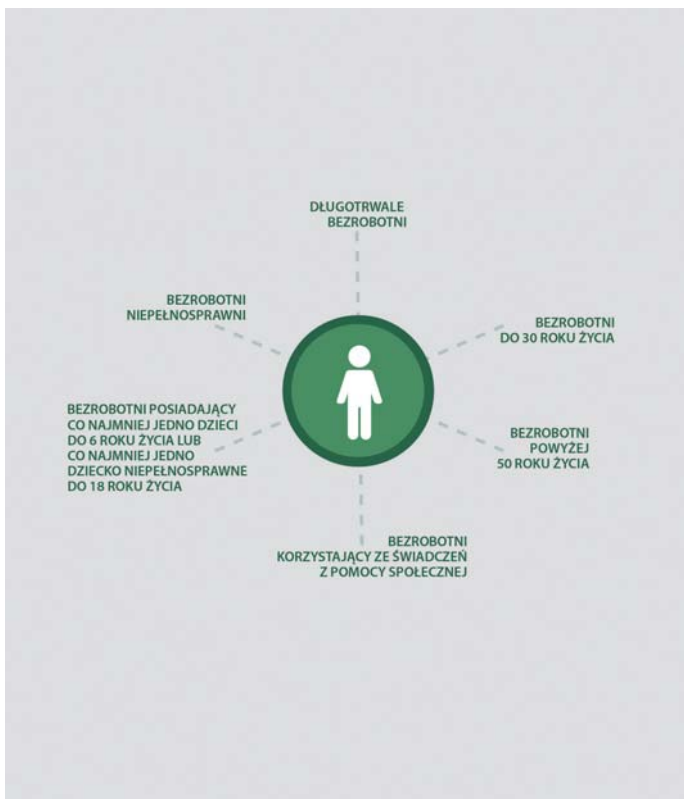 DŁUGOTRWALE
BEZROBOTNI
BEZROBOTNI
NIEPEŁNOSPRAWNI
BEZROBOTNI
DO 30 ROKU ŻYCIA
BEZROBOTNI POSIADAJĄCY
CO NAJMNIEJ JEDNO DZIECI
DO 6 ROKU ŻYCIA LUB
CO NAJMNIEJ JEDNO
DZIECKO NIEPEŁNOSPRAWNE
DO 18 ROKU ŻYCIA
BEZROBOTNI
POWYŻEJ
50 ROKU ŻYCIA
BEZROBOTNI
KORZYSTAJĄCY ZE ŚWIADCZEŃ
Z POMOCY SPOŁECZNEJ